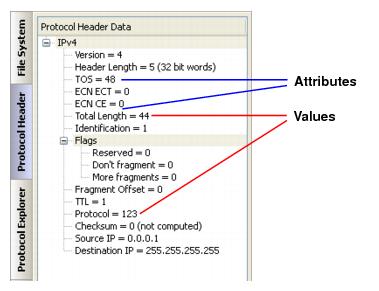 Protocol Header Data
IPv4
Version = 4
Header Length = 5 (32 bit words)
TOS = 48
ECN ECT = 0
ECN CE = 0
Total Length = 44
Identification = 1
Flags
Reserved = 0
Don't fragment = 0
More fragments = 0
Fragment Offset = 0
TTL = 1
Protocol = 123
Checksum = 0 (not computed)
Source IP = 0.0.0.1
Destination IP = 255.255.255.255
File System
Protocol Header
Protocol Explorer
Attributes
Values